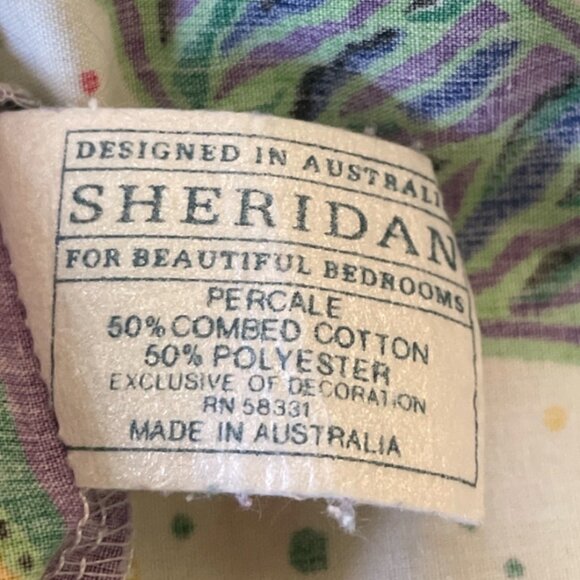 DESIGNED IN AUSTRALI
SHERIDAN
FOR BEAUTIFUL BEDROOMS
PERCALE
50% COMBED COTTON
50% POLYESTER
EXCLUSIVE OF DECORATION
RN 58331
MADE IN AUSTRALIA